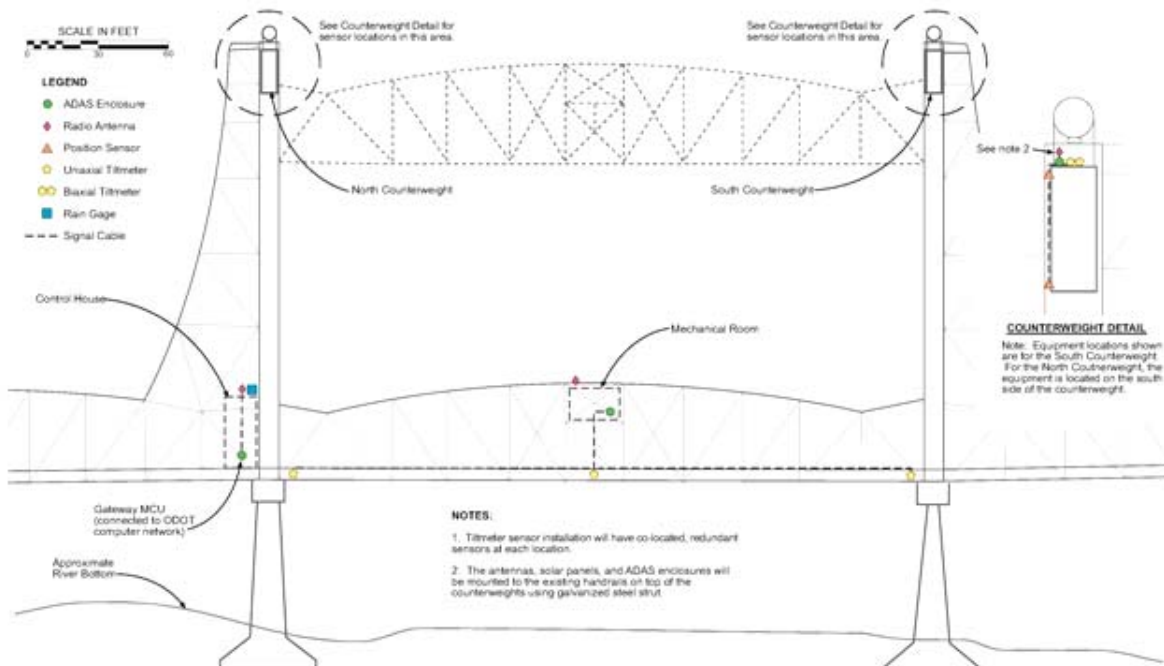 SCALE IN FEET
0 30 60
LEGEND
ADAS Enclosure
Radio Antenna
Position Sensor
Uniaxial Tiltmeter
Biaxial Tiltmeter
Rain Gage
Signal Cable
See Counterweight Detail for
sensor locations in this area.
See Counterweight Detail for
sensor locations in this area.
North Counterweight
South Counterweight
See note 2
Control House
Mechanical Room
COUNTERWEIGHT DETAIL
Note: Equipment locations shown
are for the South Counterweight.
For the North Coutnerweight, the
equipment is located on the south
side of the counterweight.
Gateway MCU
(connected to ODOT
computer network)
Approximate
River Bottom
NOTES:
1. Tiltmeter sensor installation will have co-located, redundant
sensors at each location.
2. The antennas, solar panels, and ADAS enclosures will
be mounted to the existing handrails on top of the
counterweights using galvanized steel strut.